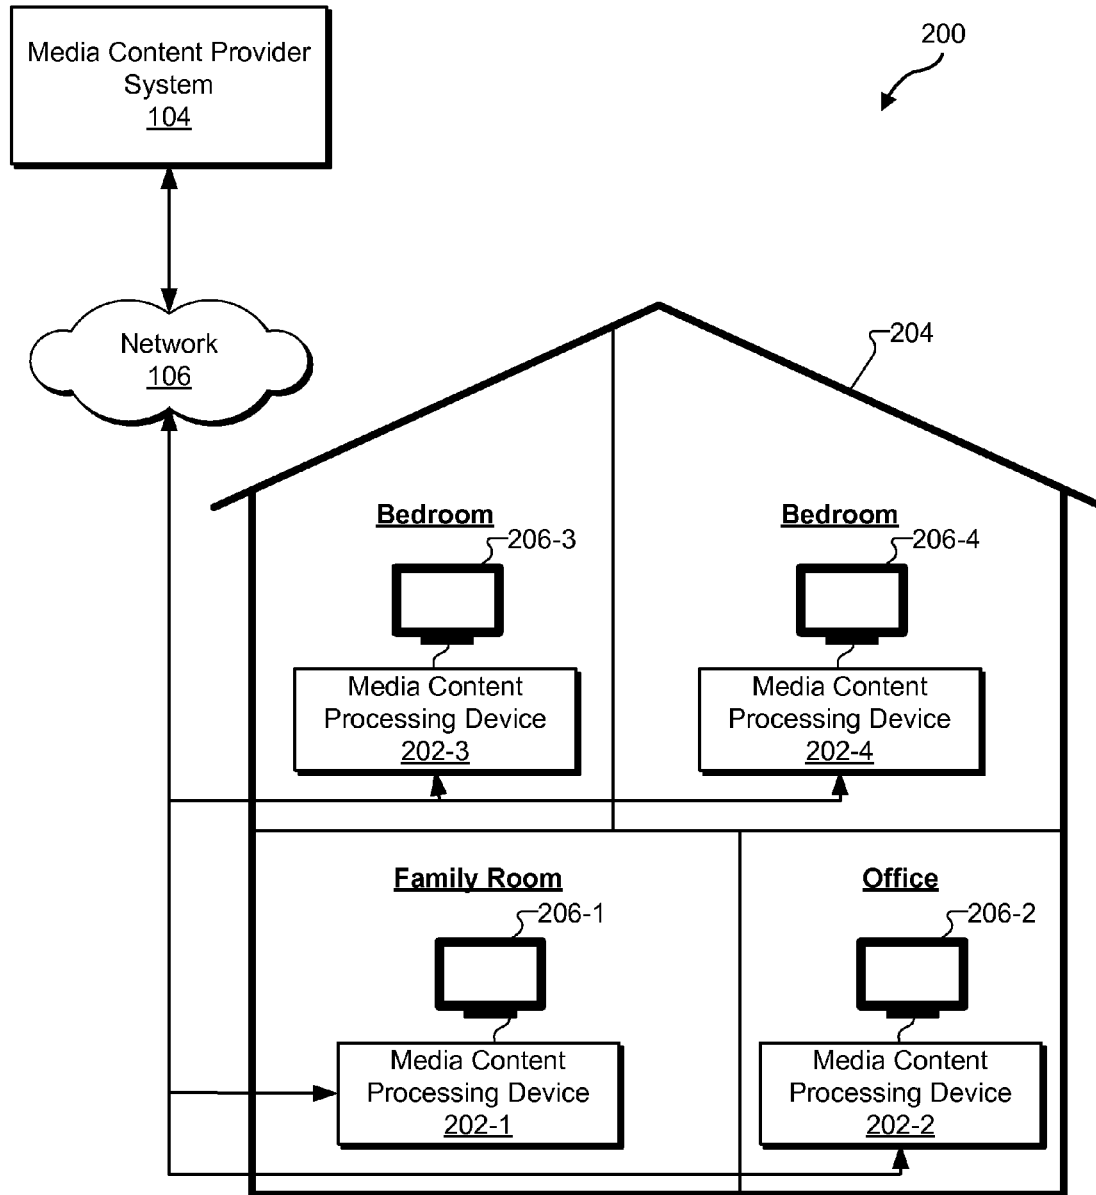 Media Content Provider
System
104
200
Network
106
204
Bedroom
206-3
Media Content
Processing Device
202-3
Bedroom
206-4
Media Content
Processing Device
202-4
Family Room
206-1
Media Content
Processing Device
202-1
Office
206-2
Media Content
Processing Device
202-2